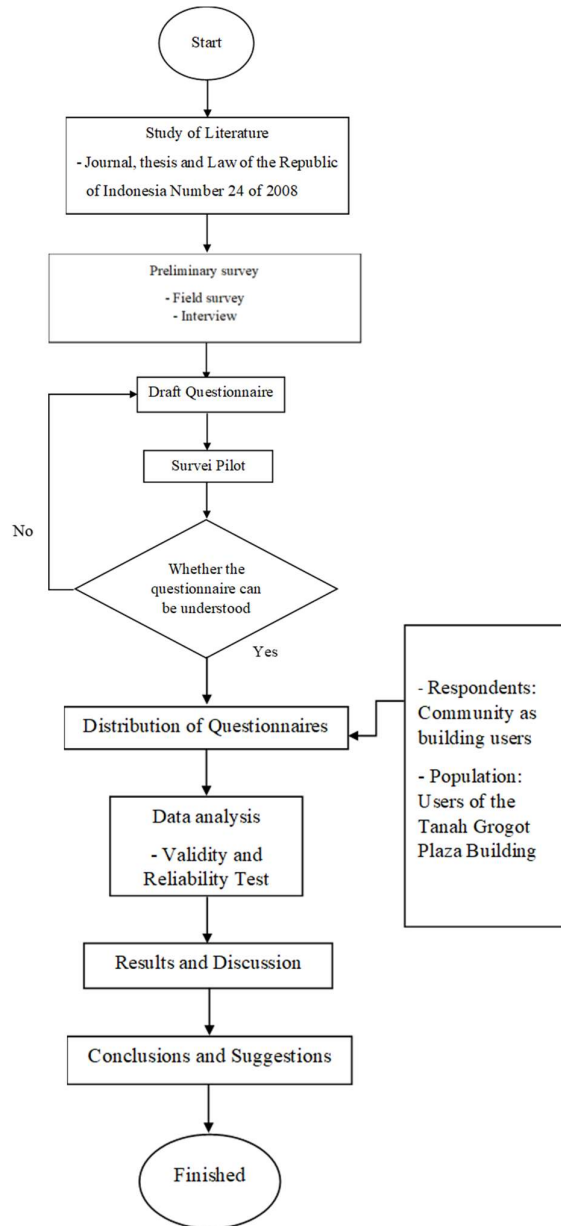 Start
Study of Literature
- Journal, thesis and Law of the Republic
of Indonesia Number 24 of 2008
Preliminary survey
- Field survey
- Interview
Draft Questionnaire
Survei Pilot
No
Whether the
questionnaire can
be understood
Yes
- Respondents:
Community as
building users
- Population:
Users of the
Tanah Grogot
Plaza Building
Distribution of Questionnaires
Data analysis
- Validity and
Reliability Test
Results and Discussion
Conclusions and Suggestions
Finished